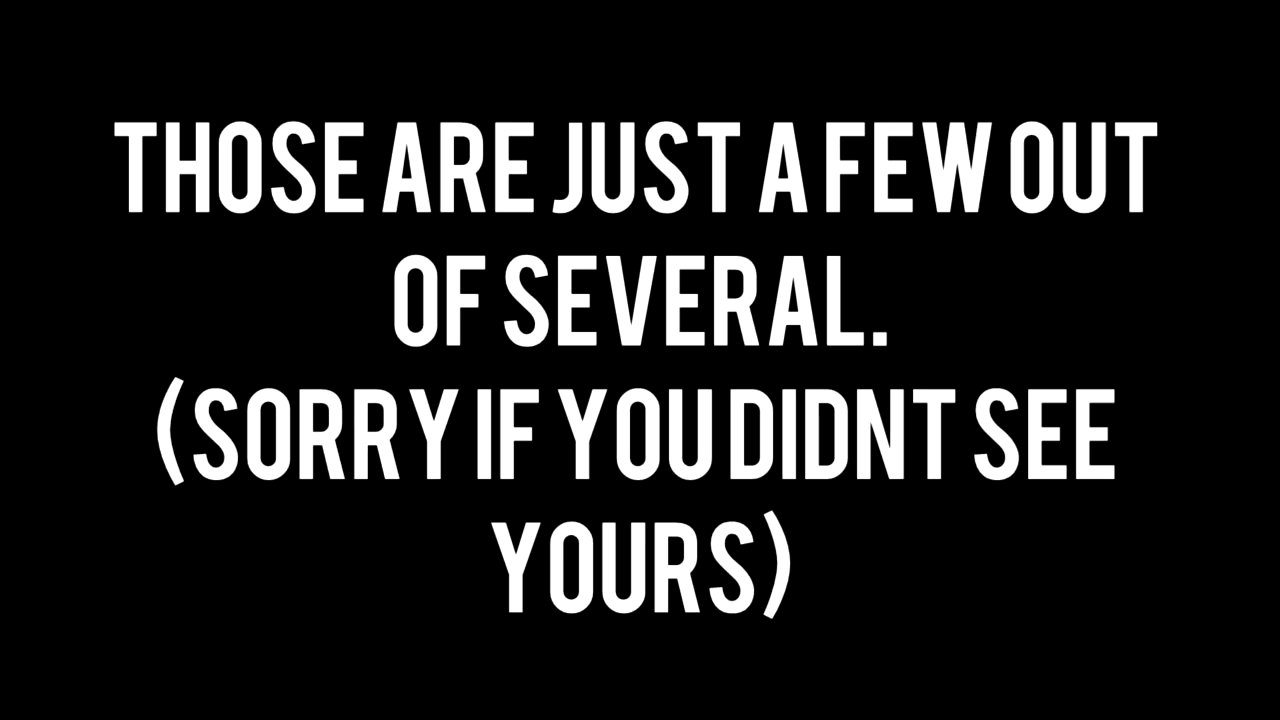 THOSE ARE JUST A FEW OUT
OF SEVERAL.
(SORRY IF YOU DIDNT SEE
YOURS)